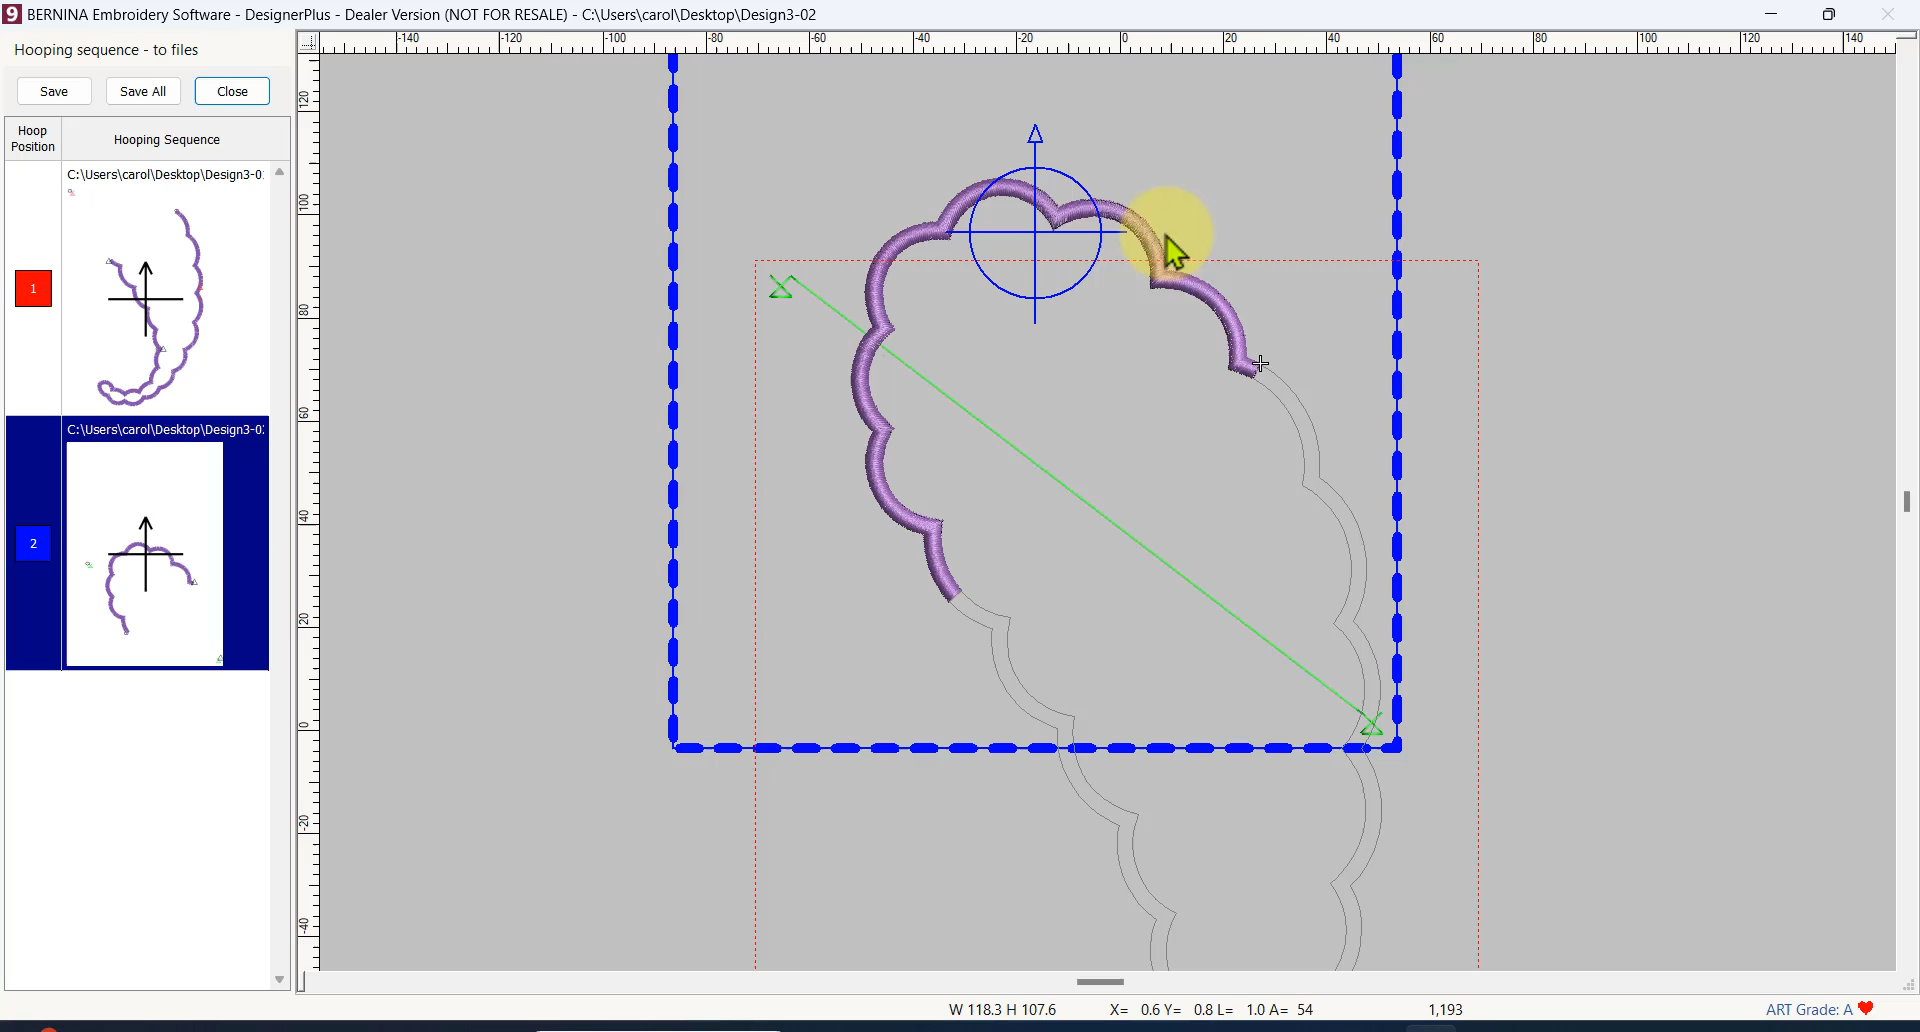 9 BERNINA Embroidery Software - DesignerPlus - Dealer Version (NOT FOR RESALE) - C:\Users\carol\Desktop\Design3-02
Hooping sequence - to files
Save Save All Close
Hoop Position Hooping Sequence
C:\Users\carol\Desktop\Design3-0
1
C:\Users\carol\Desktop\Design3-0
2
-140 -120 -100 -80 -60 -40 -20 0 20 40 60 80 100 120 140
120
100
80
60
40
20
0
-20
-40
W 118.3 H 107.6 X= 0.6 Y= 0.8 L= 1.0 A= 54 1,193 ART Grade: A